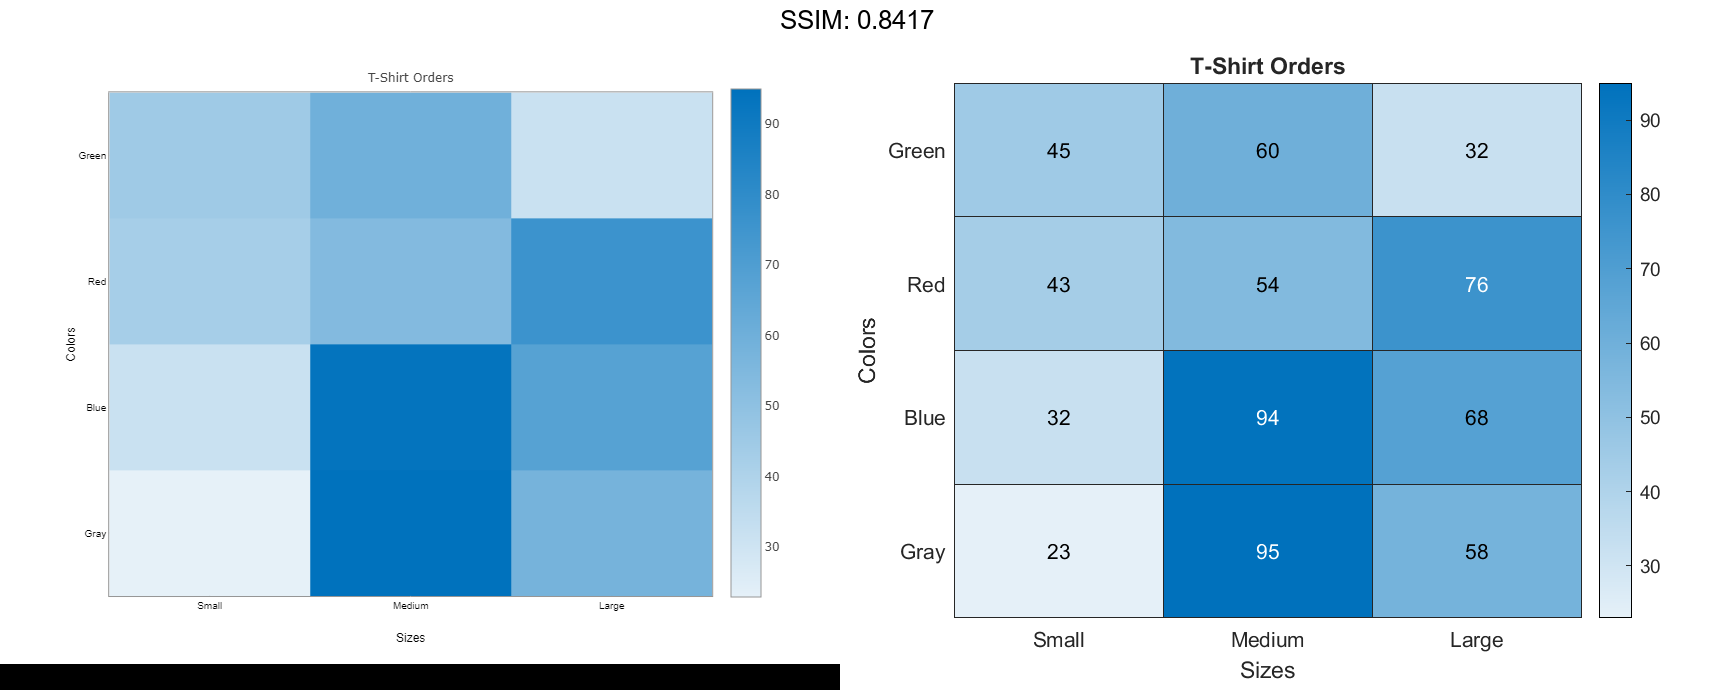 SSIM: 0.8417
T-Shirt Orders
Green
Red
Blue
Gray
Colors
Small Medium Large
Sizes
90
80
70
60
50
40
30
T-Shirt Orders
Green 45 60 32
Red 43 54 76
Blue 32 94 68
Gray 23 95 58
Colors
Small Medium Large
Sizes
90
80
70
60
50
40
30